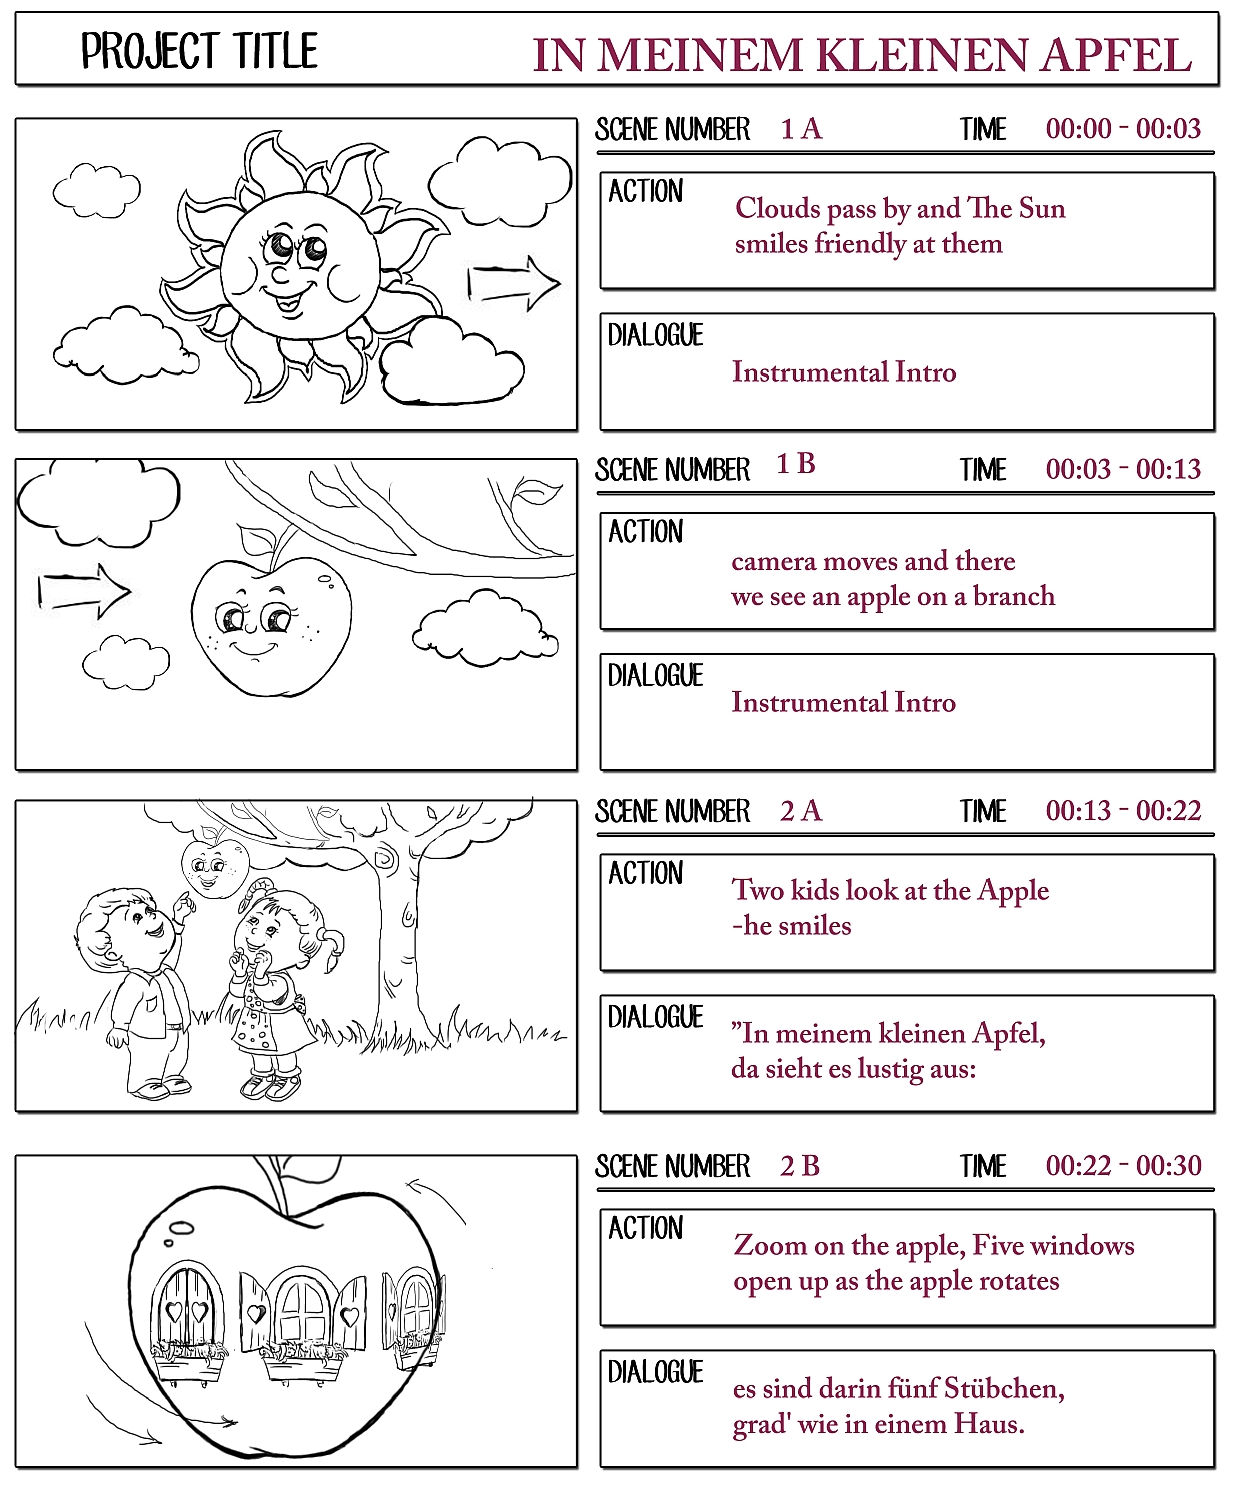 PROJECT TITLE IN MEINEM KLEINEN APFEL
SCENE NUMBER 1 A TIME 00:00 - 00:03
ACTION
Clouds pass by and The Sun
smiles friendly at them
DIALOGUE
Instrumental Intro
SCENE NUMBER 1 B TIME 00:03 - 00:13
ACTION
camera moves and there
we see an apple on a branch
DIALOGUE
Instrumental Intro
SCENE NUMBER 2 A TIME 00:13 - 00:22
ACTION
Two kids look at the Apple
-he smiles
DIALOGUE
”In meinem kleinen Apfel,
da sieht es lustig aus:
SCENE NUMBER 2 B TIME 00:22 - 00:30
ACTION
Zoom on the apple, Five windows
open up as the apple rotates
DIALOGUE
es sind darin fünf Stübchen,
grad' wie in einem Haus.